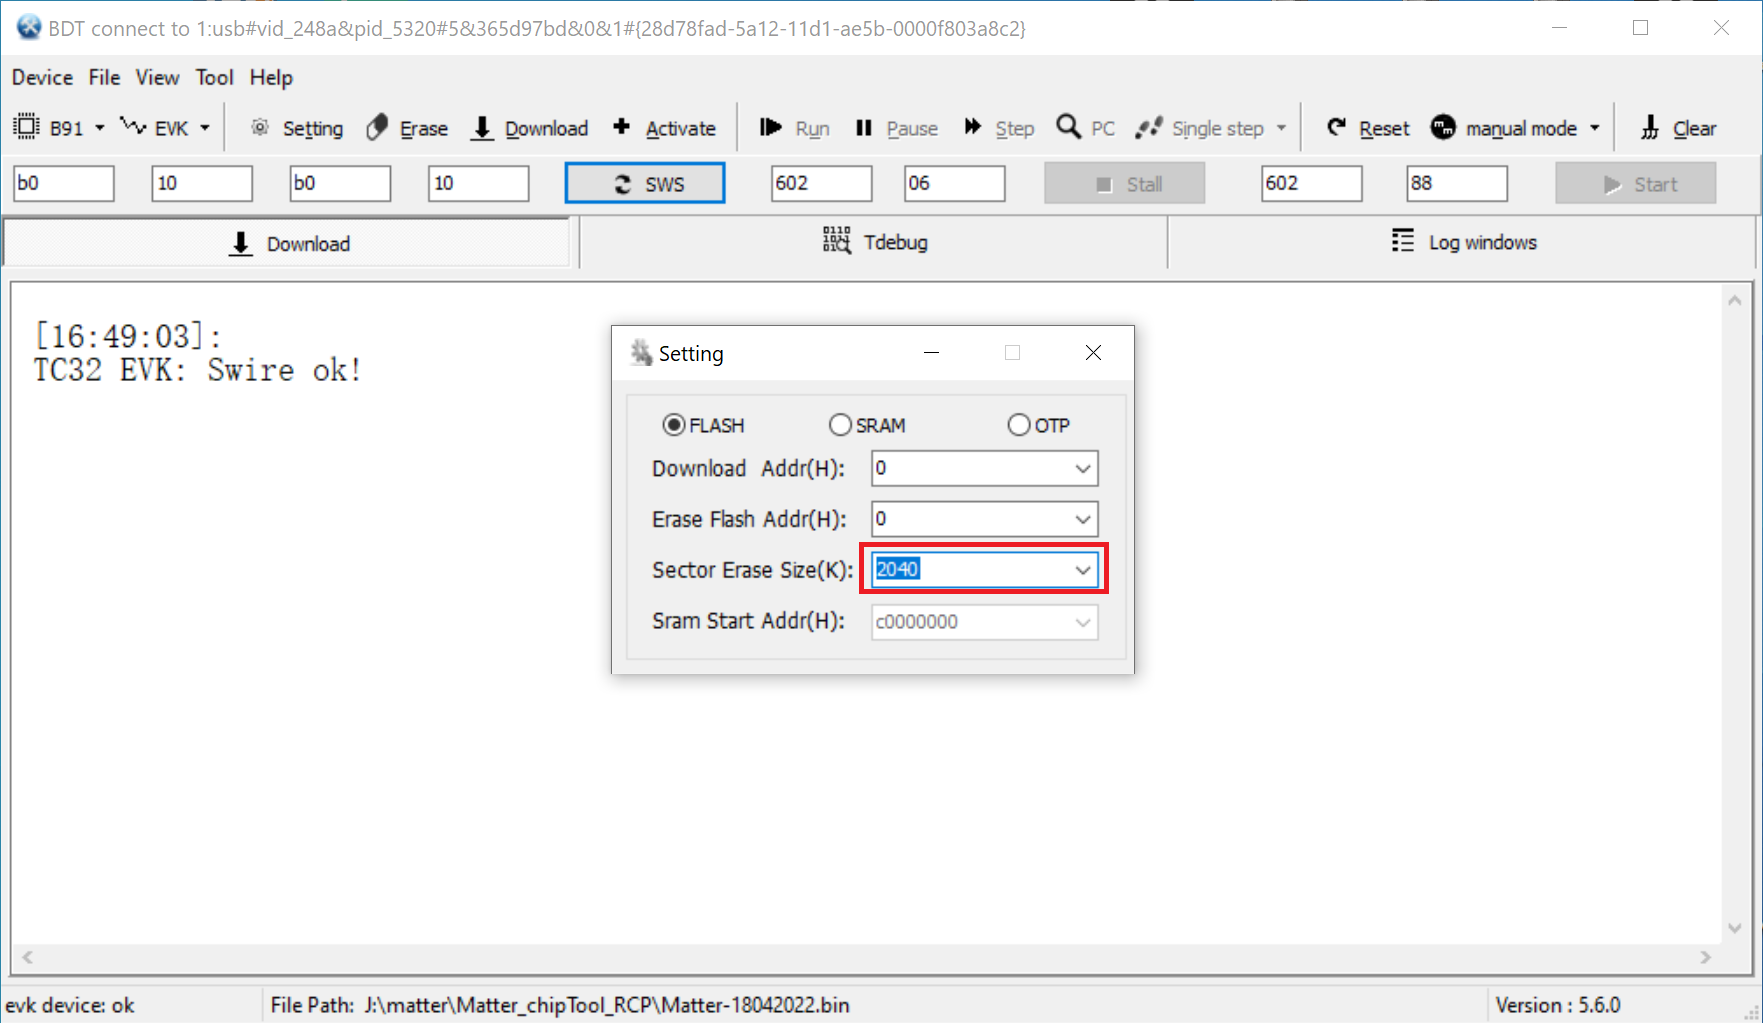 BDT connect to 1:usb#vid_248a&pid_5320#5&365d97bd&0&1#{28d78fad-5a12-11d1-ae5b-0000f803a8c2}
Device File View Tool Help
B91 EVK Setting Erase Download Activate Run Pause Step PC Single step Reset manual mode Clear
b0 10 b0 10 SWS 602 06 Stall 602 88 Start
Download Tdebug Log windows
[16:49:03]:
TC32 EVK: Swire ok!
Setting
FLASH SRAM OTP
Download Addr(H): 0
Erase Flash Addr(H): 0
Sector Erase Size(K): 2040
Sram Start Addr(H): c0000000
evk device: ok File Path: J:\matter\Matter_chipTool_RCP\Matter-18042022.bin Version : 5.6.0